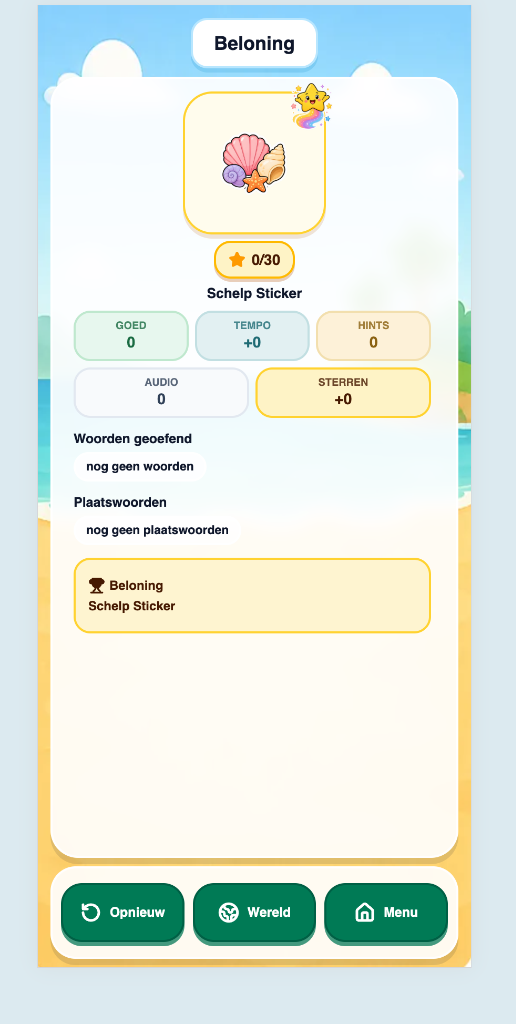 Beloning
0/30
Schelp Sticker
GOED
0
TEMPO
+0
HINTS
0
AUDIO
0
STERREN
+0
Woorden geoefend
nog geen woorden
Plaatswoorden
nog geen plaatswoorden
Beloning
Schelp Sticker
Opnieuw
Wereld
Menu